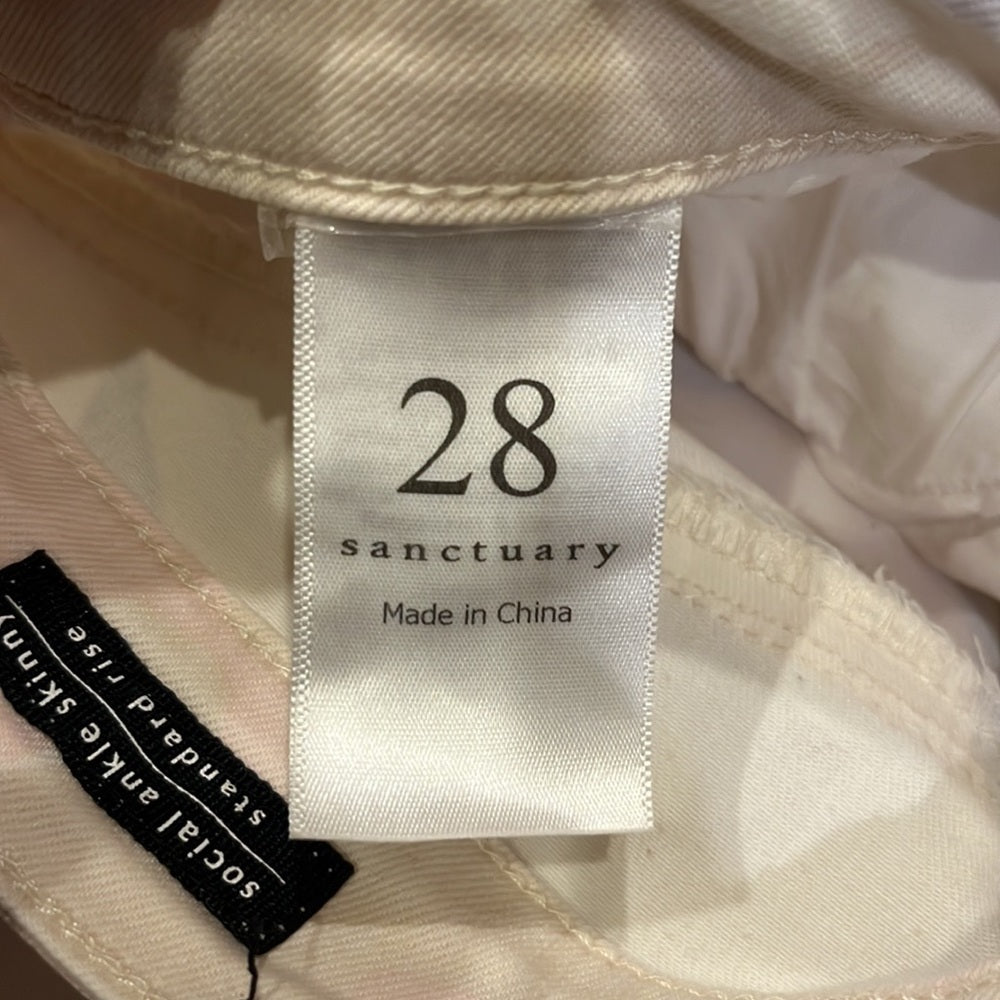 28
sanctuary
Made in China
social ankle skinny
standard rise